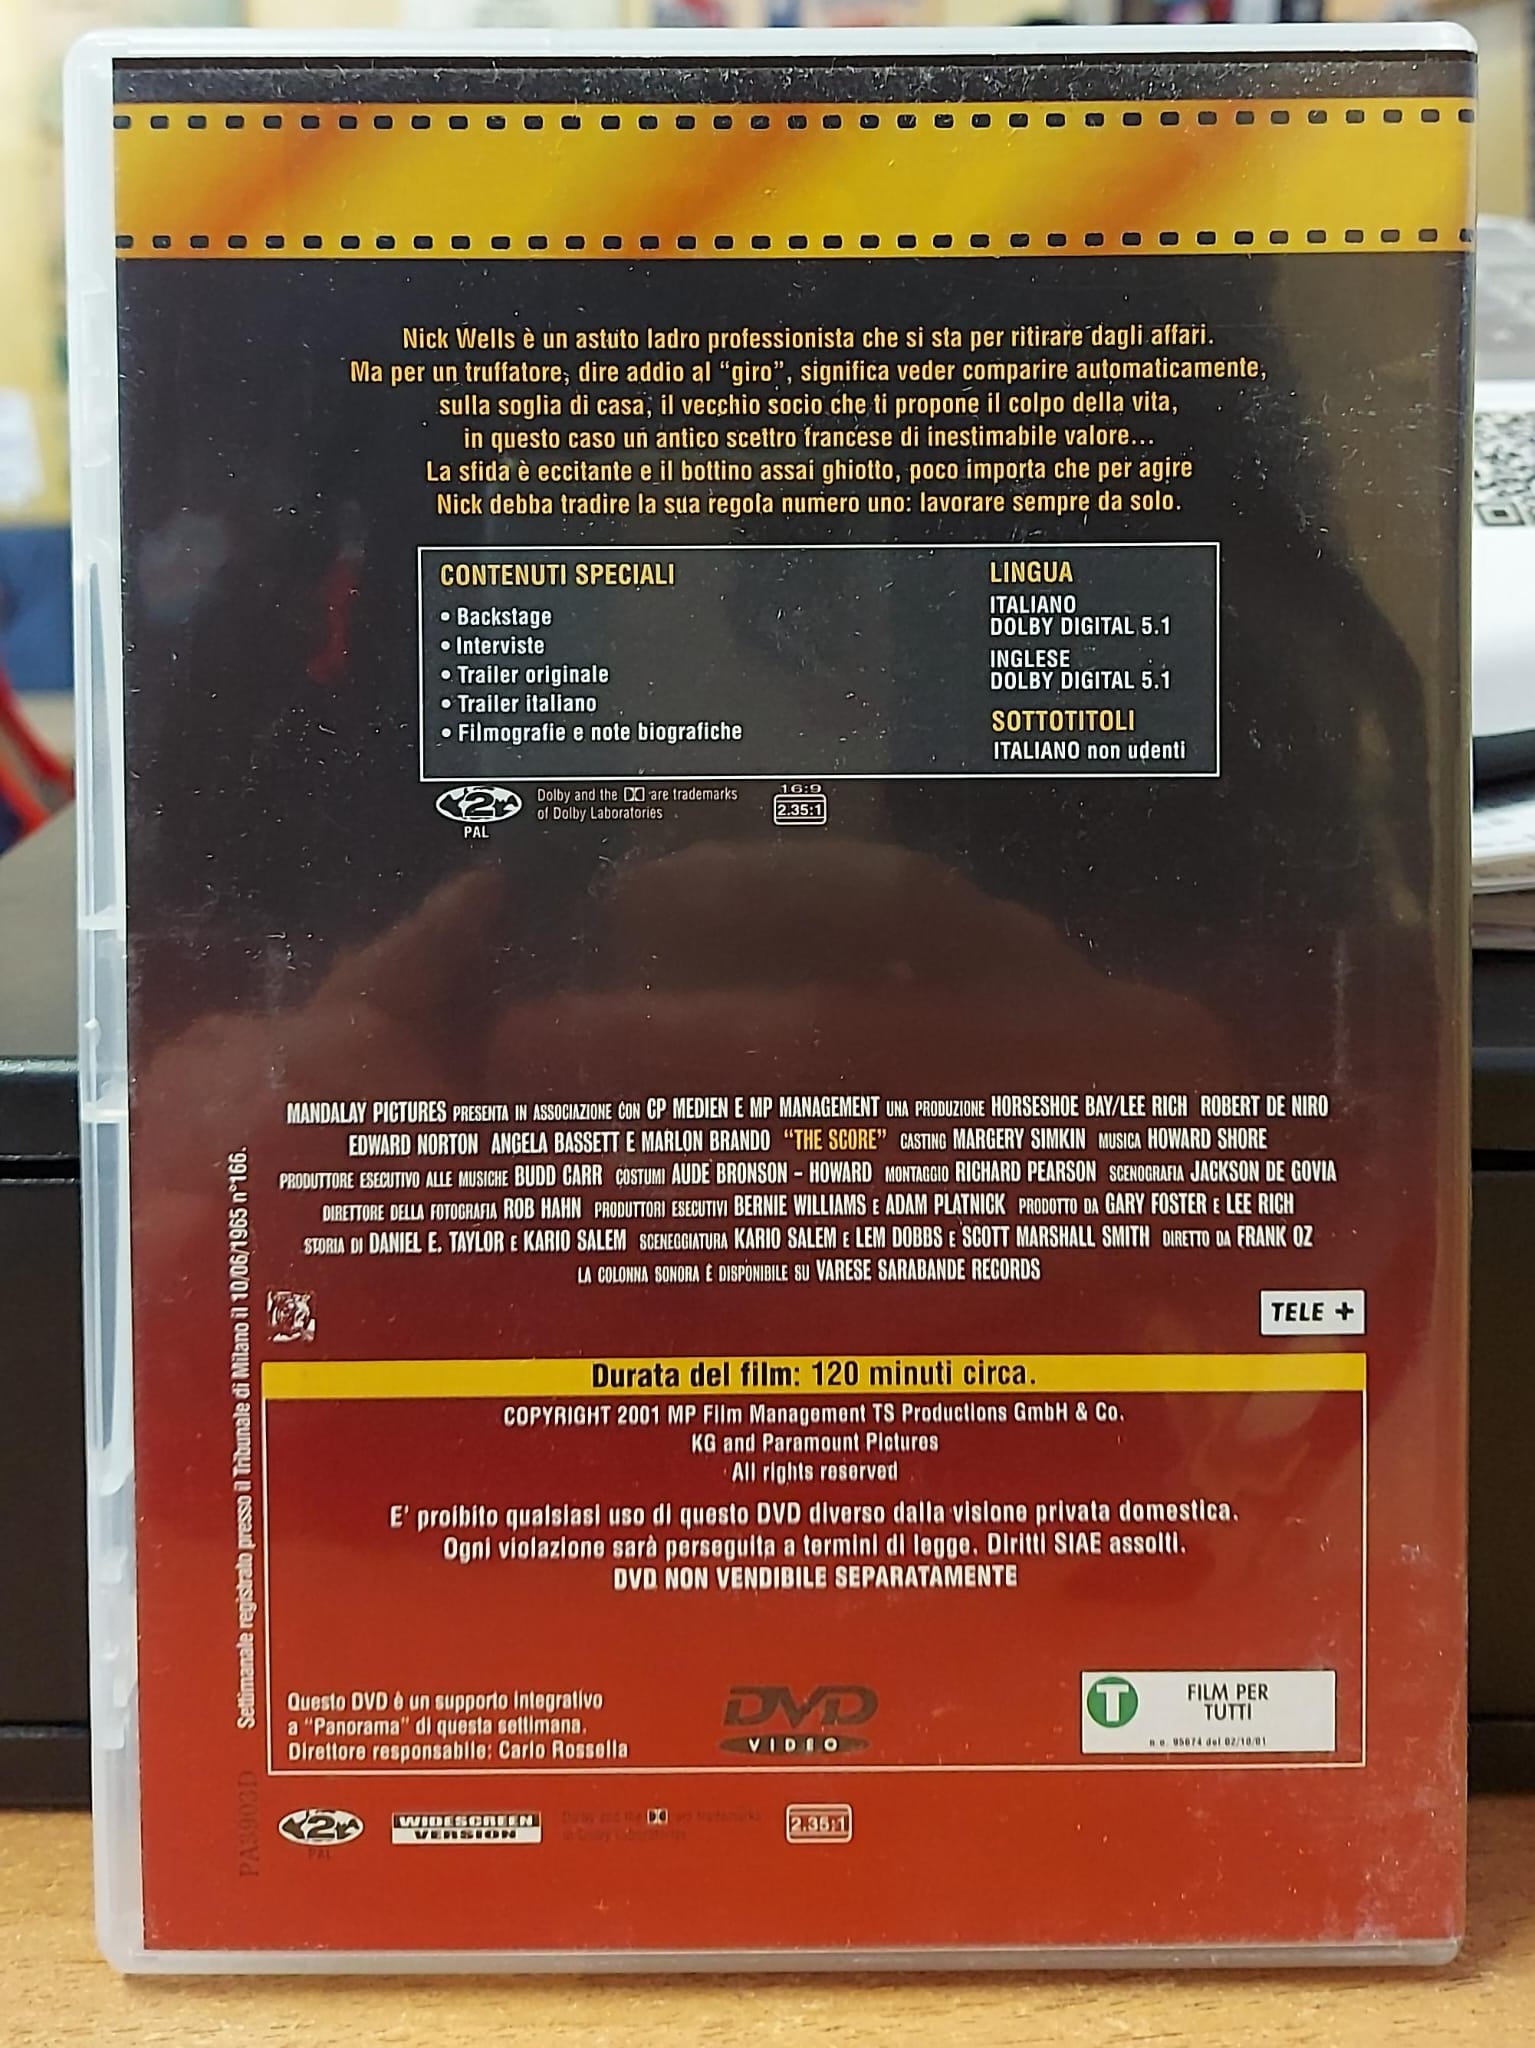 Nick Wells è un astuto ladro professionista che si sta per ritirare dagli affari.
Ma per un truffatore, dire addio al “giro”, significa veder comparire automaticamente,
sulla soglia di casa, il vecchio socio che ti propone il colpo della vita,
in questo caso un antico scettro francese di inestimabile valore...
La sfida è eccitante e il bottino assai ghiotto, poco importa che per agire
Nick debba tradire la sua regola numero uno: lavorare sempre da solo.
CONTENUTI SPECIALI
• Backstage
• Interviste
• Trailer originale
• Trailer italiano
• Filmografie e note biografiche
LINGUA
ITALIANO
DOLBY DIGITAL 5.1
INGLESE
DOLBY DIGITAL 5.1
SOTTOTITOLI
ITALIANO non udenti
2
PAL
Dolby and the are trademarks
of Dolby Laboratories
16:9
2.35:1
MANDALAY PICTURES PRESENTA IN ASSOCIAZIONE CON CP MEDIEN E MP MANAGEMENT UNA PRODUZIONE HORSESHOE BAY/LEE RICH ROBERT DE NIRO
EDWARD NORTON ANGELA BASSETT E MARLON BRANDO “THE SCORE” CASTING MARGERY SIMKIN MUSICA HOWARD SHORE
PRODUTTORE ESECUTIVO ALLE MUSICHE BUDD CARR COSTUMI AUDE BRONSON - HOWARD MONTAGGIO RICHARD PEARSON SCENOGRAFIA JACKSON DE GOVIA
DIRETTORE DELLA FOTOGRAFIA ROB HAHN PRODUTTORI ESECUTIVI BERNIE WILLIAMS E ADAM PLATNICK PRODOTTO DA GARY FOSTER E LEE RICH
STORIA DI DANIEL E. TAYLOR E KARIO SALEM SCENEGGIATURA KARIO SALEM E LEM DOBBS E SCOTT MARSHALL SMITH DIRETTO DA FRANK OZ
LA COLONNA SONORA È DISPONIBILE SU VARESE SARABANDE RECORDS
TELE +
Durata del film: 120 minuti circa.
COPYRIGHT 2001 MP Film Management TS Productions GmbH & Co.
KG and Paramount Pictures
All rights reserved
E' proibito qualsiasi uso di questo DVD diverso dalla visione privata domestica.
Ogni violazione sarà perseguita a termini di legge. Diritti SIAE assolti.
DVD NON VENDIBILE SEPARATAMENTE
Questo DVD è un supporto integrativo
a “Panorama” di questa settimana.
Direttore responsabile: Carlo Rossella
DVD
VIDEO
T
FILM PER
TUTTI
n.o. 95674 del 02/10/01
Settimanale registrato presso il Tribunale di Milano il 10/06/1965 n°166.
PA3903D
2
PAL
WIDESCREEN
VERSION
Dolby and the are trademarks
of Dolby Laboratories
2.35:1